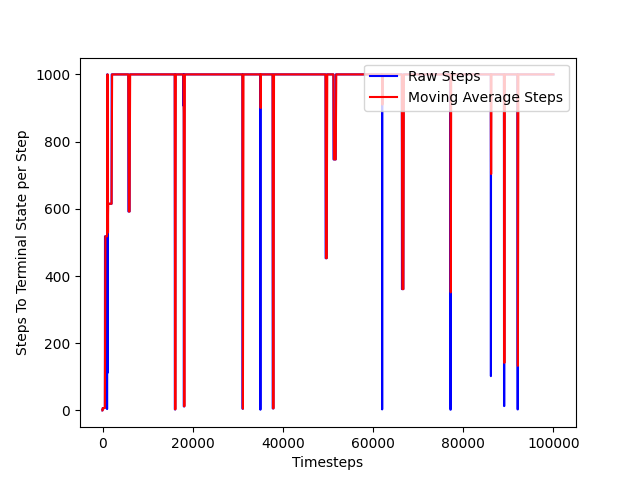 Raw Steps
Moving Average Steps
Steps To Terminal State per Step
1000
800
600
400
200
0
0 20000 40000 60000 80000 100000
Timesteps